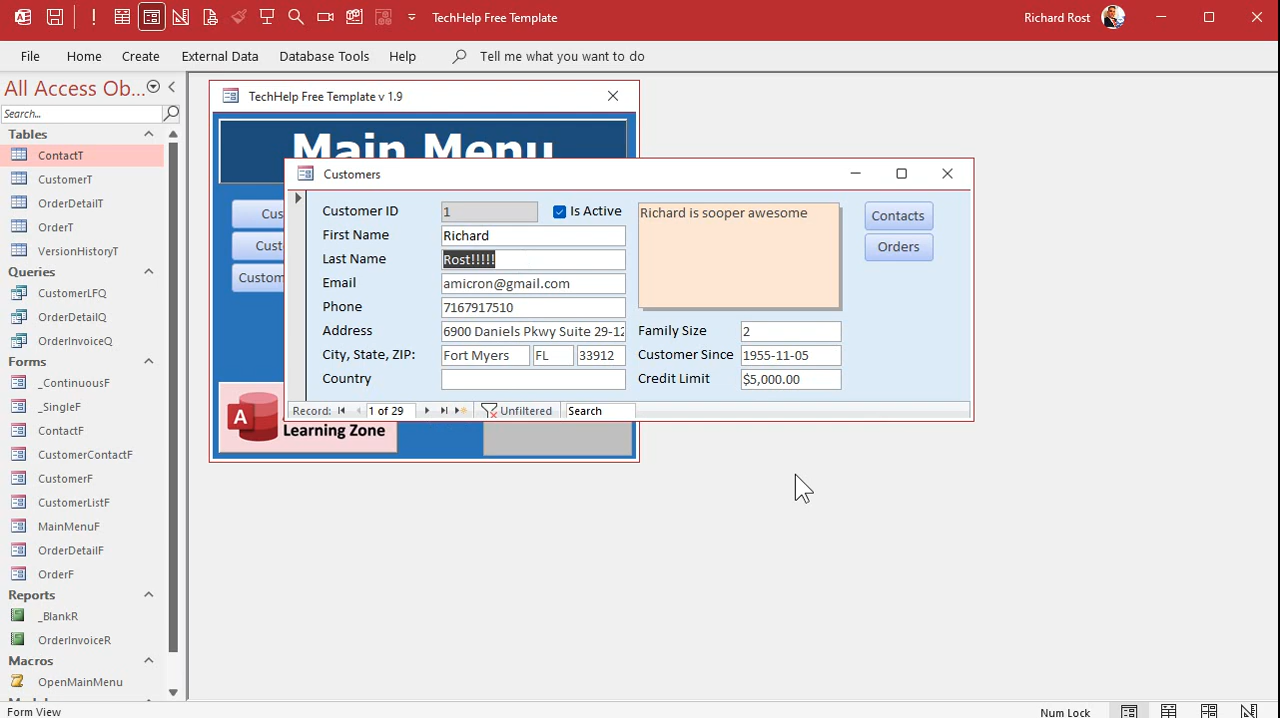 TechHelp Free Template
Richard Rost
File Home Create External Data Database Tools Help Tell me what you want to do
All Access Ob...
Search...
Tables
ContactT
CustomerT
OrderDetailT
OrderT
VersionHistoryT
Queries
CustomerLFQ
OrderDetailQ
OrderInvoiceQ
Forms
_ContinuousF
_SingleF
ContactF
CustomerContactF
CustomerF
CustomerListF
MainMenuF
OrderDetailF
OrderF
Reports
_BlankR
OrderInvoiceR
Macros
OpenMainMenu
TechHelp Free Template v 1.9
Main Menu
Cus
Cust
Custom
A
Learning Zone
Customers
Customer ID 1 Is Active
First Name Richard
Last Name Rost!!!!!
Email amicron@gmail.com
Phone 7167917510
Address 6900 Daniels Pkwy Suite 29-12
City, State, ZIP: Fort Myers FL 33912
Country
Richard is sooper awesome
Family Size 2
Customer Since 1955-11-05
Credit Limit $5,000.00
Contacts
Orders
Record: 1 of 29 Unfiltered Search
Form View
Num Lock